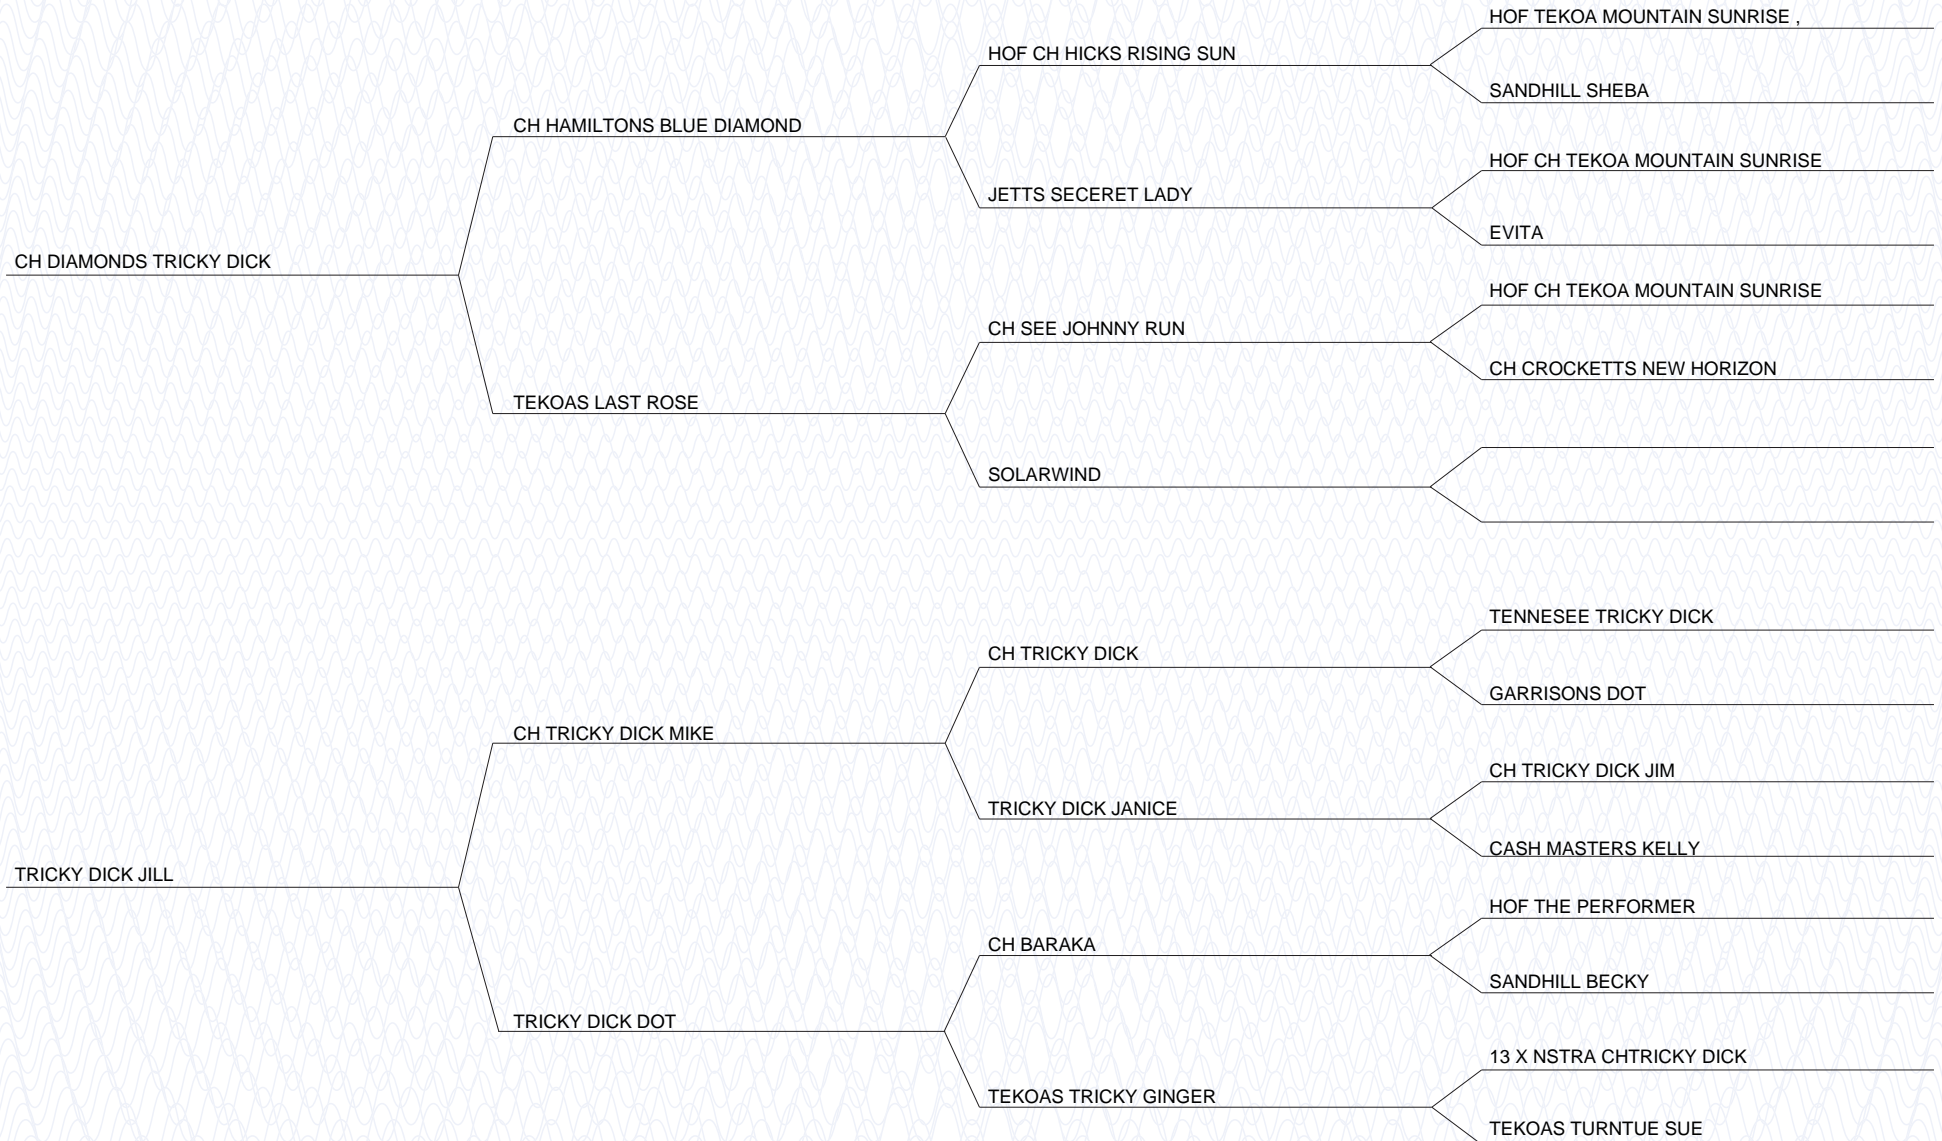 HOF TEKOA MOUNTAIN SUNRISE ,
HOF CH HICKS RISING SUN
SANDHILL SHEBA
CH HAMILTONS BLUE DIAMOND
HOF CH TEKOA MOUNTAIN SUNRISE
JETTS SECERET LADY
EVITA
CH DIAMONDS TRICKY DICK
HOF CH TEKOA MOUNTAIN SUNRISE
CH SEE JOHNNY RUN
CH CROCKETTS NEW HORIZON
TEKOAS LAST ROSE
SOLARWIND
TENNESEE TRICKY DICK
CH TRICKY DICK
GARRISONS DOT
CH TRICKY DICK MIKE
CH TRICKY DICK JIM
TRICKY DICK JANICE
CASH MASTERS KELLY
TRICKY DICK JILL
HOF THE PERFORMER
CH BARAKA
SANDHILL BECKY
TRICKY DICK DOT
13 X NSTRA CHTRICKY DICK
TEKOAS TRICKY GINGER
TEKOAS TURNTUE SUE